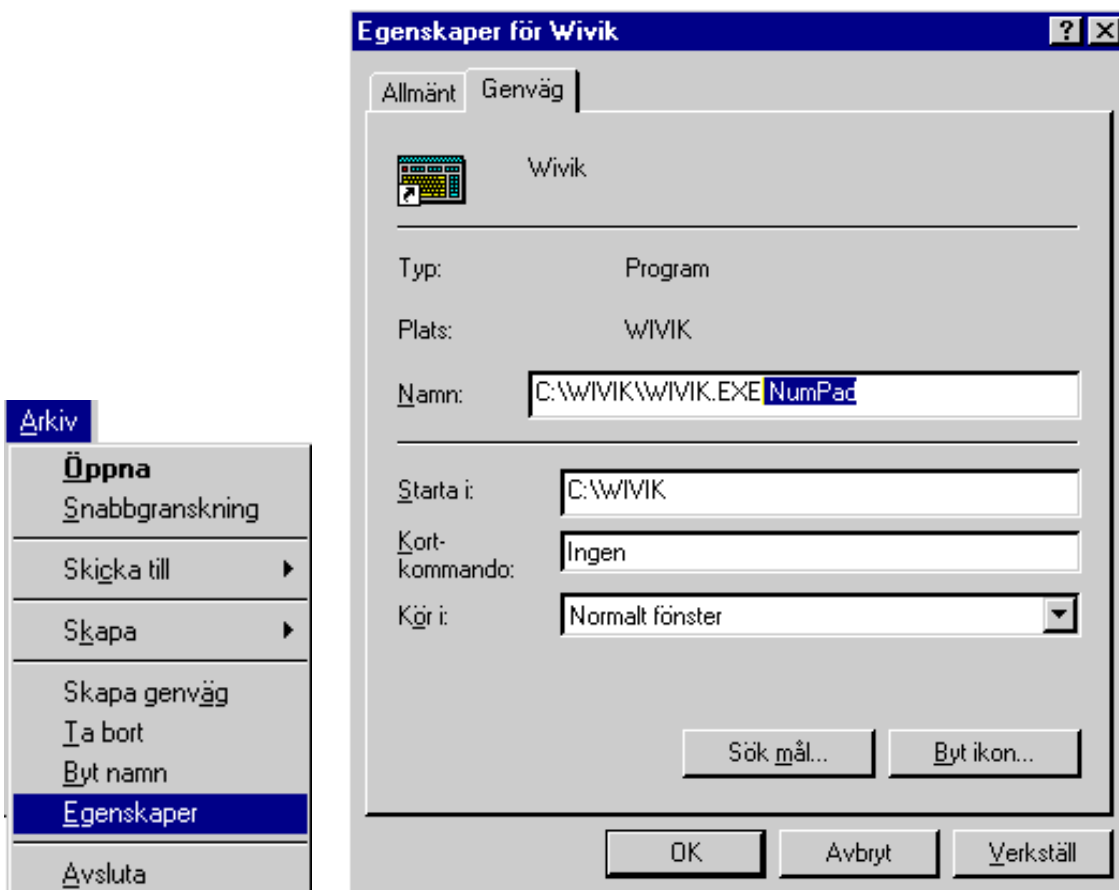 Arkiv
Öppna
Snabbgranskning
Skicka till
Skapa
Skapa genväg
Ta bort
Byt namn
Egenskaper
Avsluta
Egenskaper för Wivik
Allmänt Genväg
Wivik
Typ: Program
Plats: WIVIK
Namn: C:\WIVIK\WIVIK.EXE NumPad
Starta i: C:\WIVIK
Kort-
kommando: Ingen
Kör i: Normalt fönster
Sök mål... Byt ikon...
OK Avbryt Verkställ